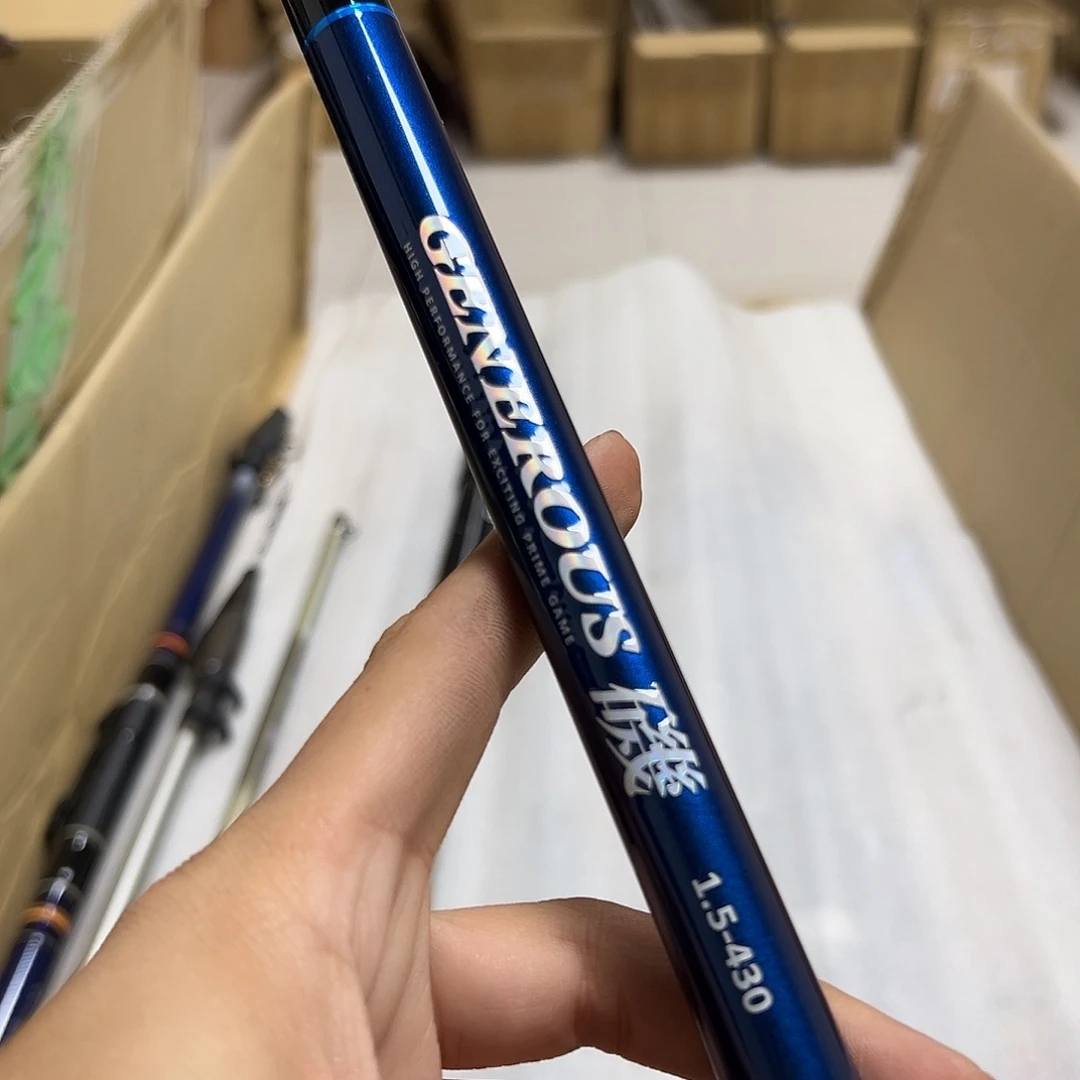 GENEROUS 磯 1.5-430
HIGH PERFORMANCE FOR EXCITING PRIME GAME